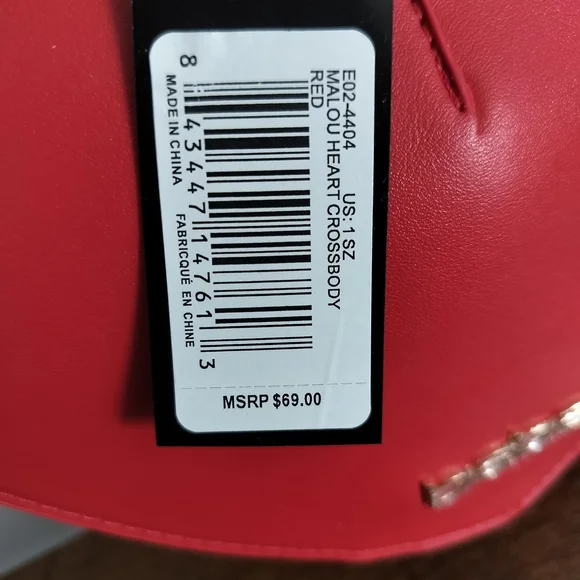 E02-4404 US: 1SZ
MALOU HEART CROSSBODY
RED
8 43447 14761 3
MADE IN CHINA FABRIQUÉ EN CHINE
MSRP $69.00